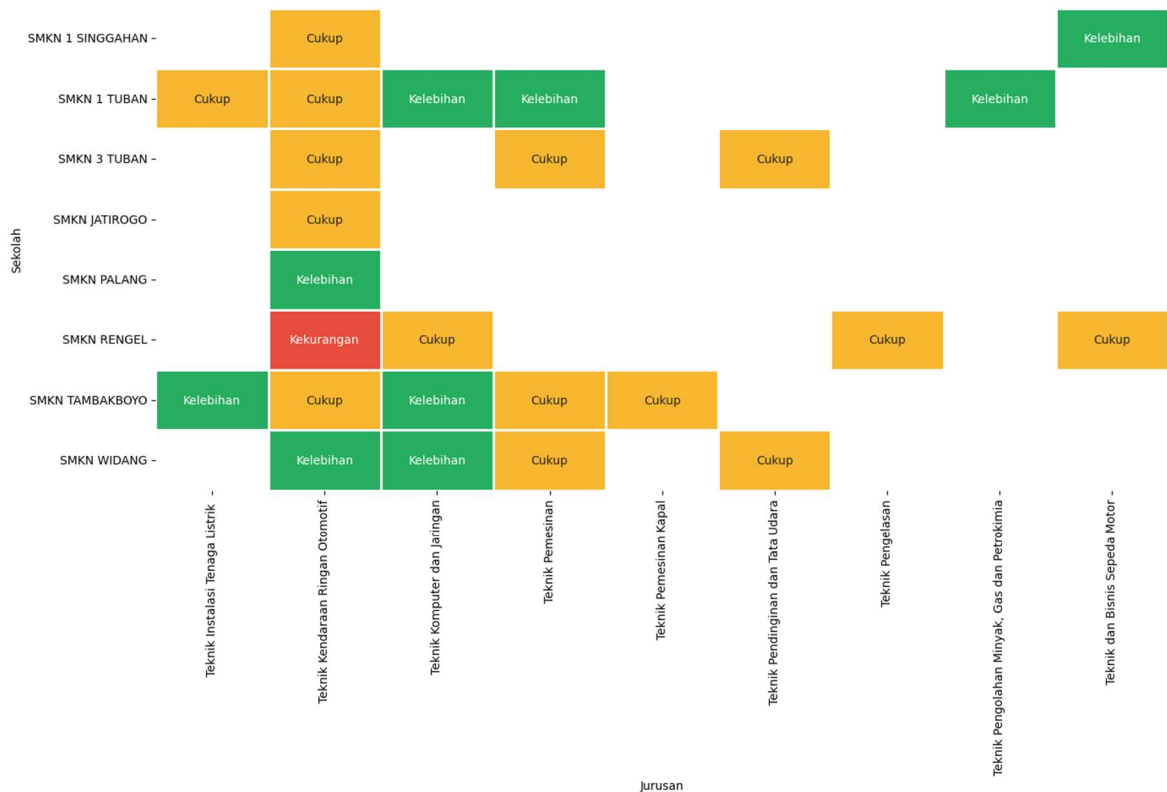 SMKN 1 SINGGAHAN
Cukup
Kelebihan
SMKN 1 TUBAN
Cukup
Cukup
Kelebihan
Kelebihan
Kelebihan
SMKN 3 TUBAN
Cukup
Cukup
Cukup
SMKN JATIROGO
Cukup
SMKN PALANG
Kelebihan
SMKN RENGEL
Kekurangan
Cukup
Cukup
Cukup
SMKN TAMBAKBOYO
Kelebihan
Cukup
Kelebihan
Cukup
Cukup
SMKN WIDANG
Kelebihan
Kelebihan
Cukup
Cukup
Sekolah
Teknik Instalasi Tenaga Listrik
Teknik Kendaraan Ringan Otomotif
Teknik Komputer dan Jaringan
Teknik Pemesinan
Teknik Pemesinan Kapal
Teknik Pendinginan dan Tata Udara
Teknik Pengelasan
Teknik Pengolahan Minyak, Gas dan Petrokimia
Teknik dan Bisnis Sepeda Motor
Jurusan